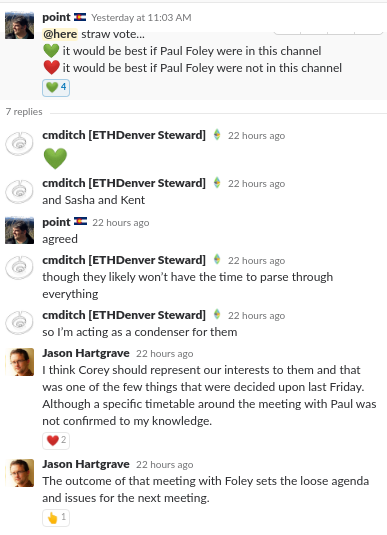 point Yesterday at 11:03 AM
@here straw vote...
💚 it would be best if Paul Foley were in this channel
❤️ it would be best if Paul Foley were not in this channel
💚 4
7 replies
cmditch [ETHDenver Steward] 22 hours ago
💚
cmditch [ETHDenver Steward] 22 hours ago
and Sasha and Kent
point 22 hours ago
agreed
cmditch [ETHDenver Steward] 22 hours ago
though they likely won't have the time to parse through
everything
cmditch [ETHDenver Steward] 22 hours ago
so I'm acting as a condenser for them
Jason Hartgrave 22 hours ago
I think Corey should represent our interests to them and that
was one of the few things that were decided upon last Friday.
Although a specific timetable around the meeting with Paul was
not confirmed to my knowledge.
❤️ 2
Jason Hartgrave 22 hours ago
The outcome of that meeting with Foley sets the loose agenda
and issues for the next meeting.
👆 1